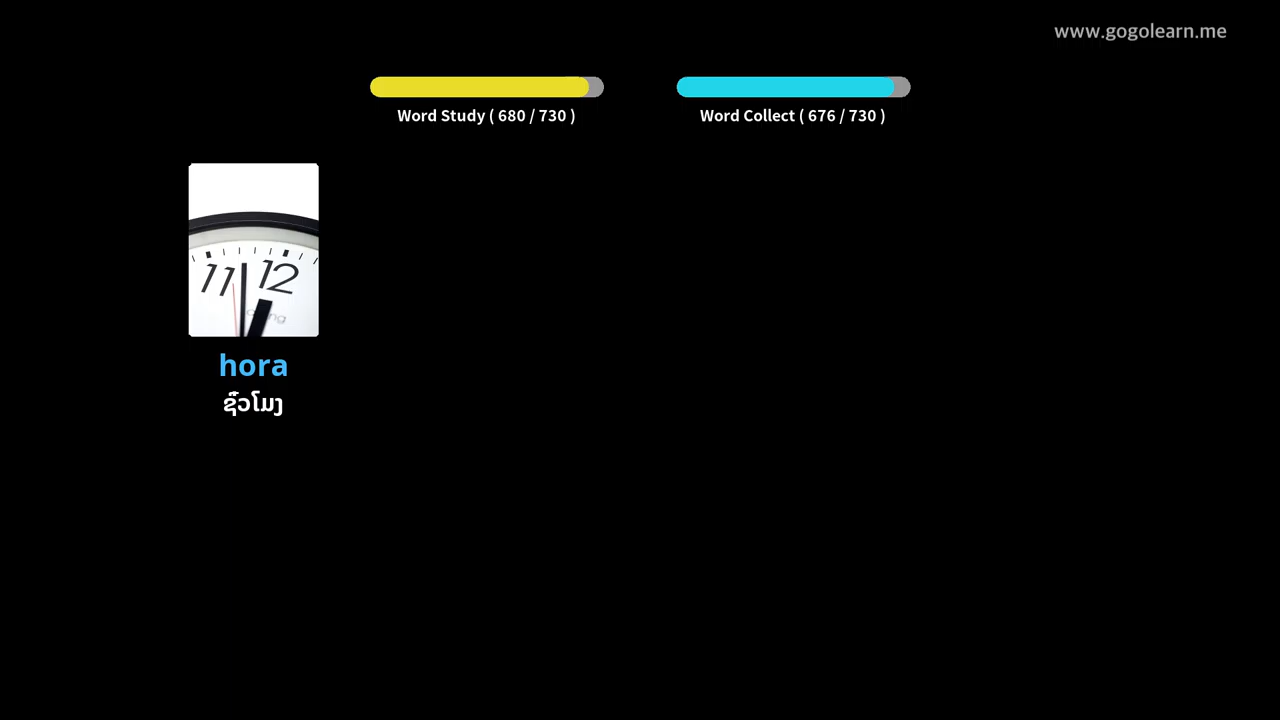 www.gogolearn.me
Word Study ( 680 / 730 )
Word Collect ( 676 / 730 )
11 12
hora
ຊົ່ວໂມງ